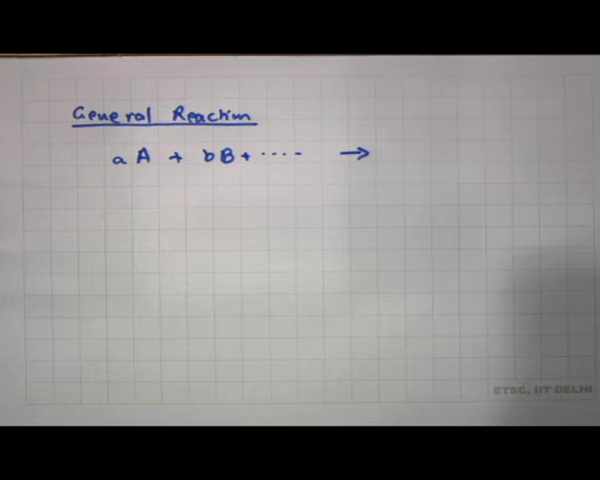 General Reaction
a A + b B + ---- →
ETSC, IIT DELHI